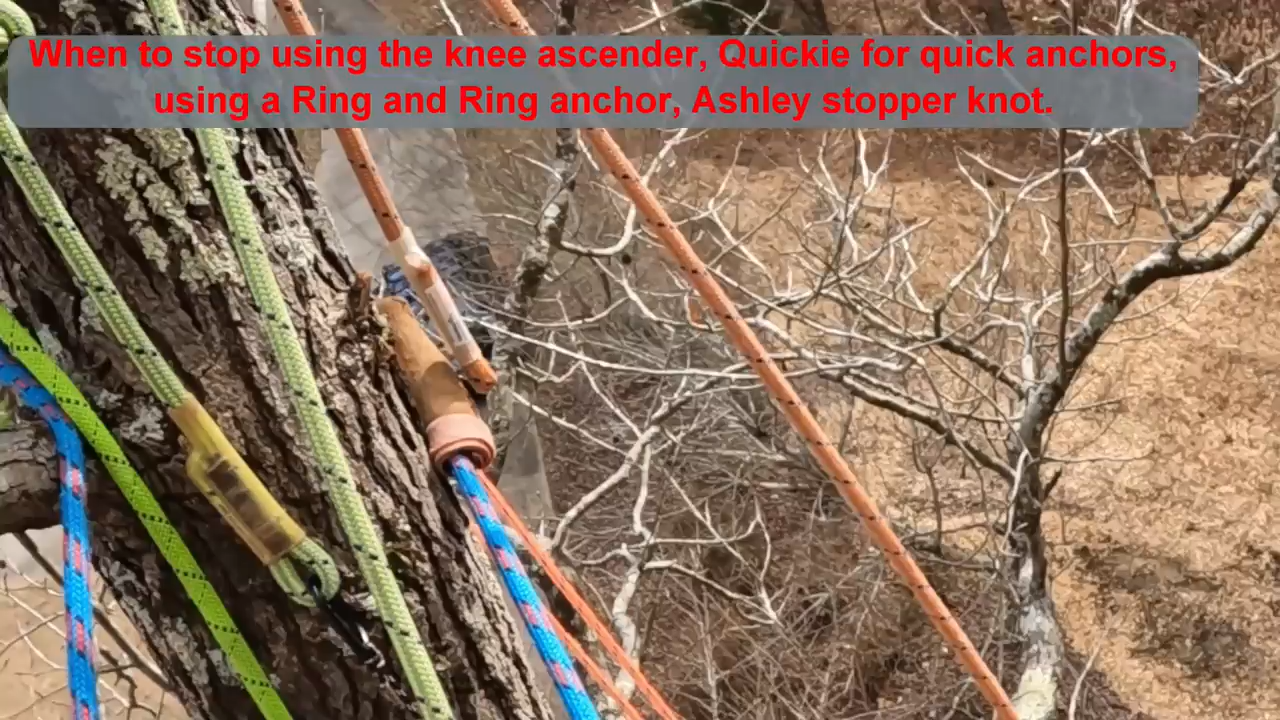 When to stop using the knee ascender, Quickie for quick anchors,
using a Ring and Ring anchor, Ashley stopper knot.